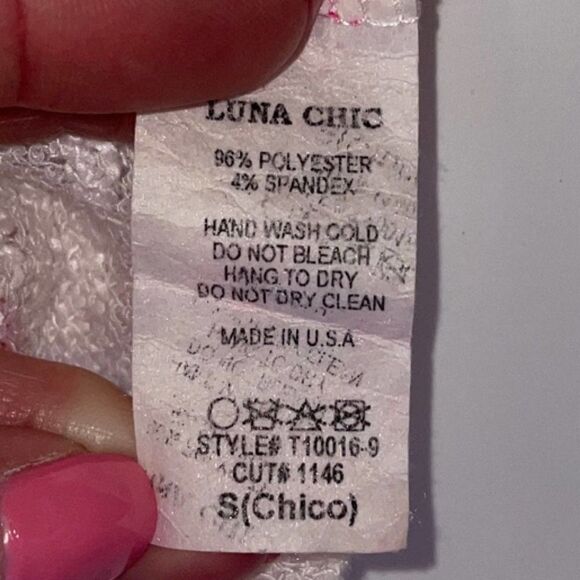 LUNA CHIC
96% POLYESTER
4% SPANDEX
HAND WASH COLD
DO NOT BLEACH
HANG TO DRY
DO NOT DRY CLEAN
MADE IN U.S.A
STYLE# T10016-9
CUT# 1146
S(Chico)